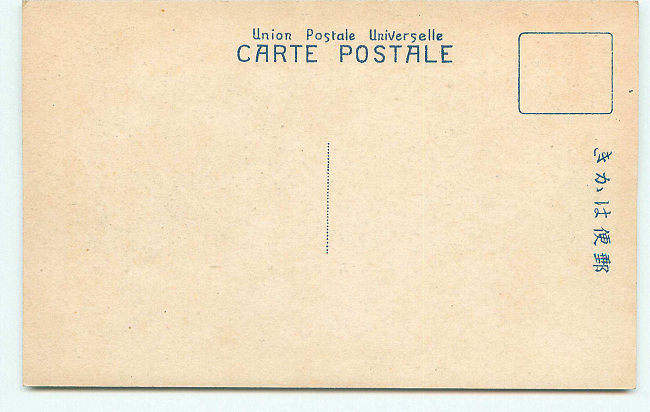 Union Postale Universelle
CARTE POSTALE
郵便はかき